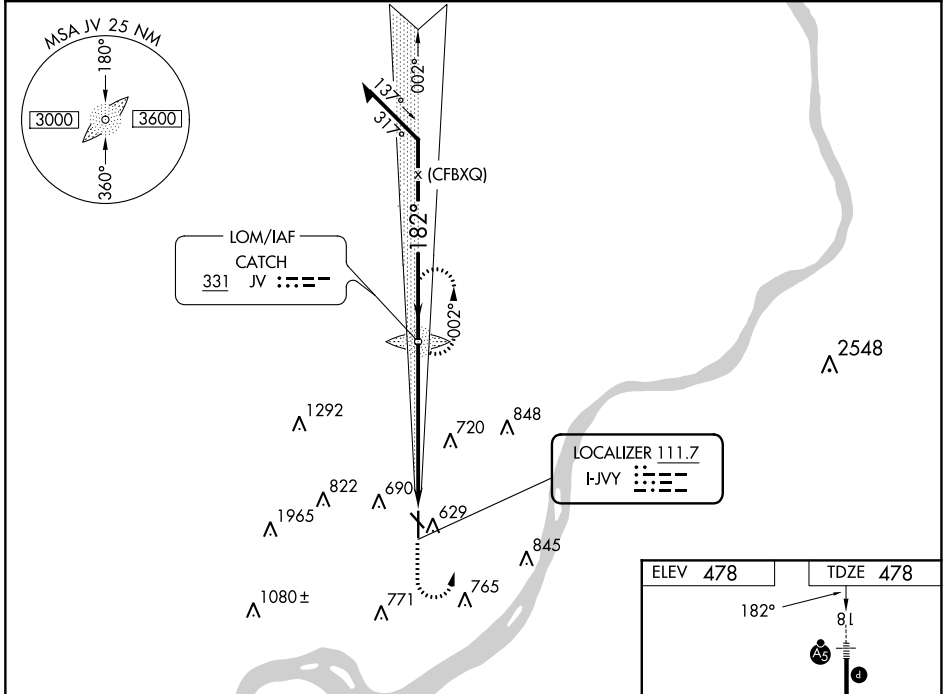 MSA JV 25 NM
180°
3000
3600
360°
002°
137°
317°
(CFBXQ)
182°
LOM/IAF
CATCH
331 JV
002°
2548
1292
720
848
LOCALIZER 111.7
I-JVY
822
690
629
1965
845
1080±
771
765
ELEV 478
TDZE 478
182°
18
A5
P